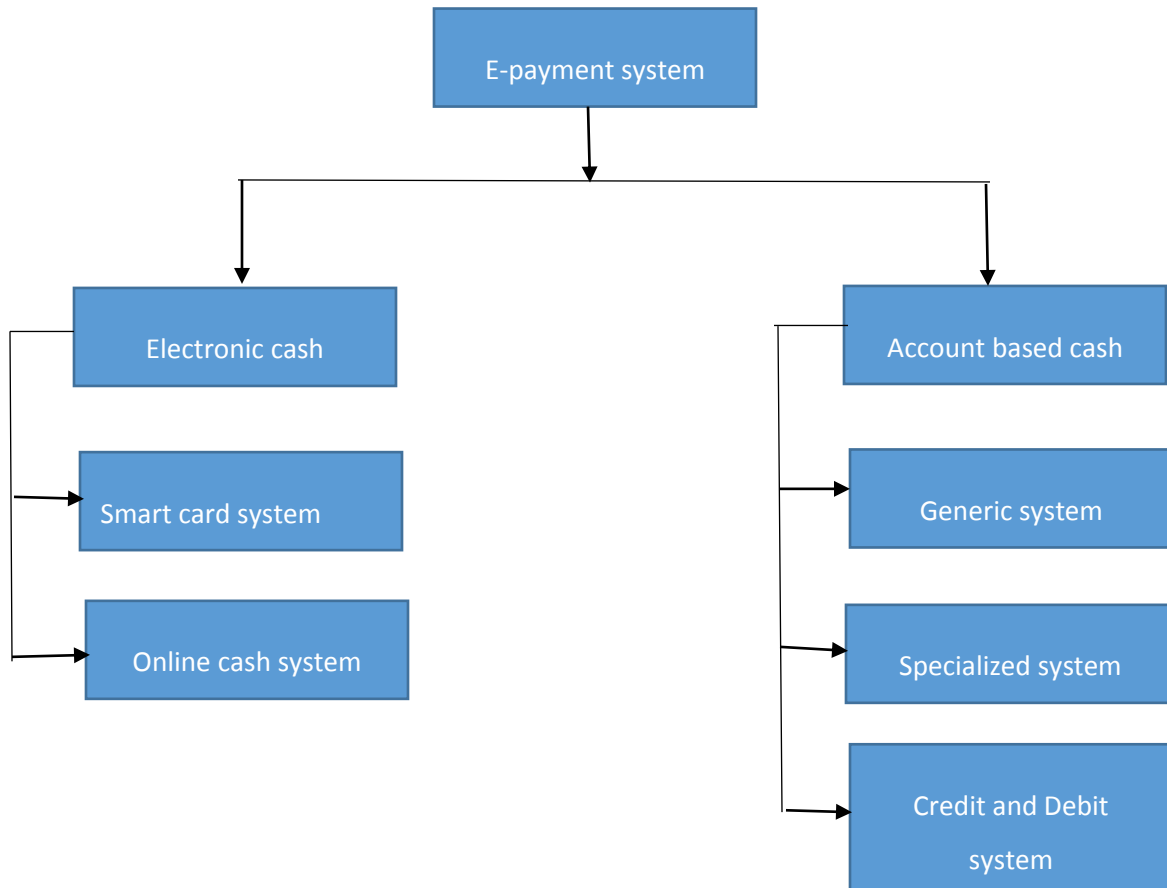 E-payment system
Electronic cash
Account based cash
Smart card system
Generic system
Online cash system
Specialized system
Credit and Debit
system